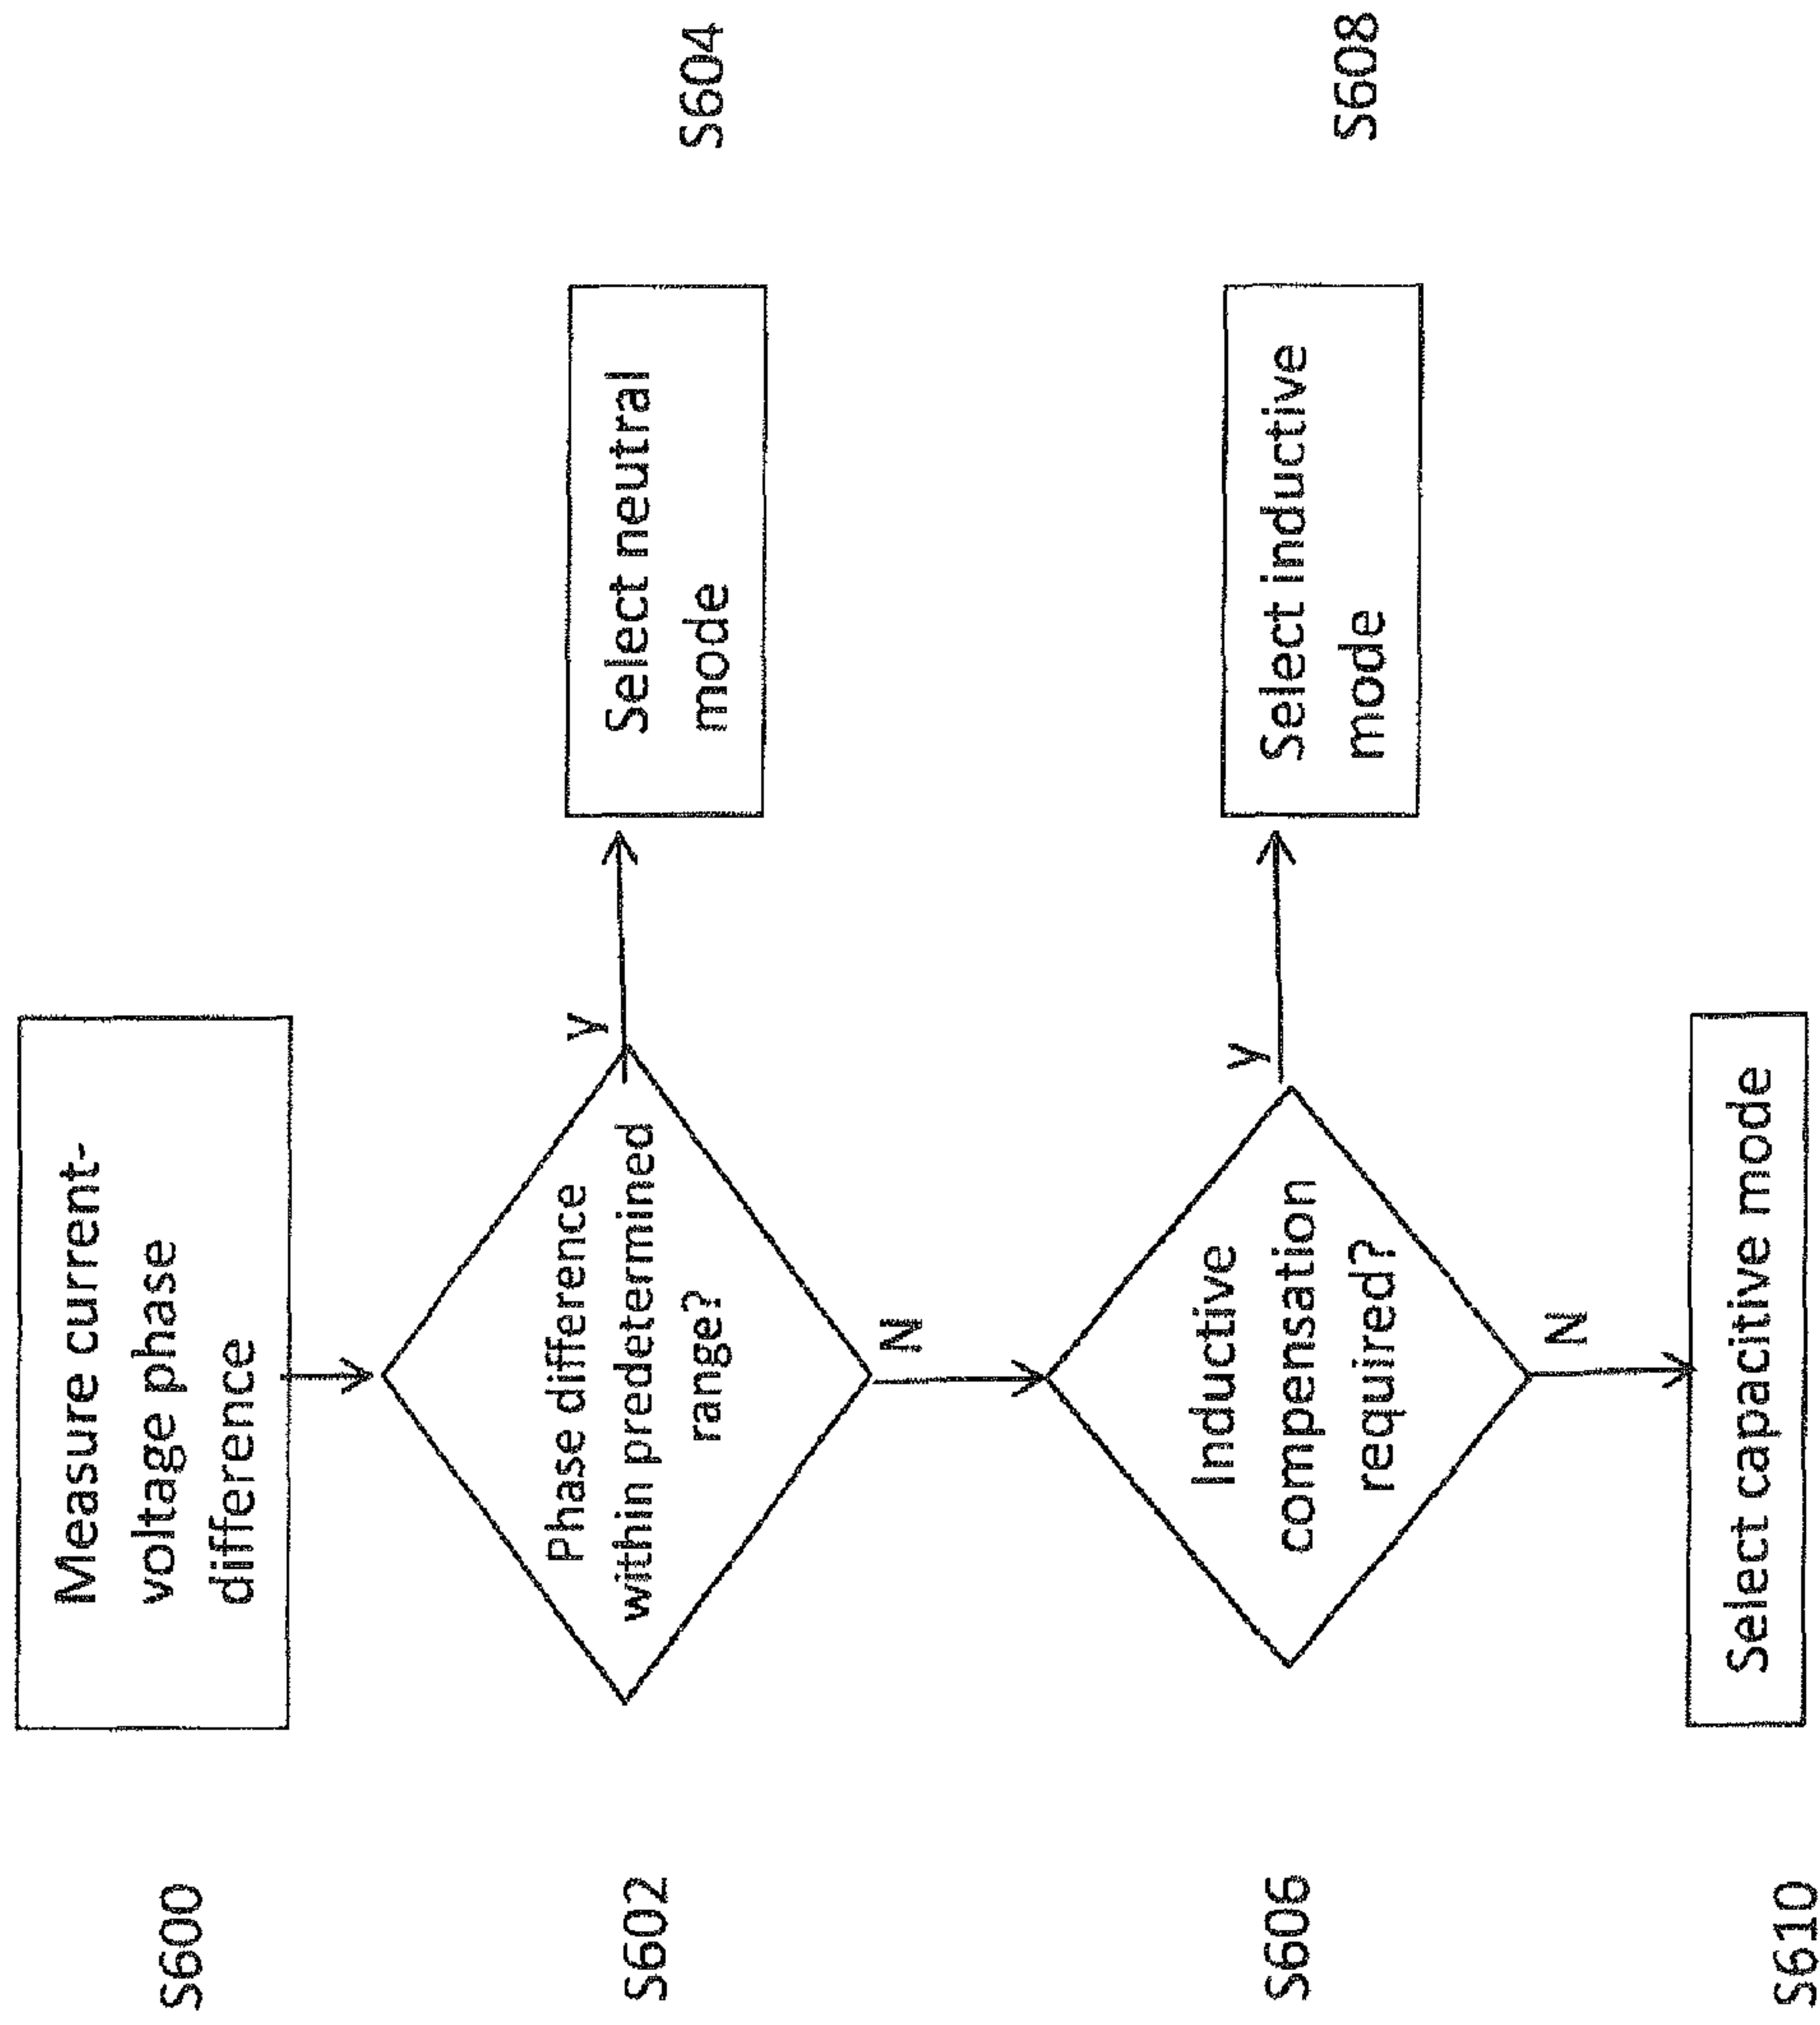 S600
Measure current-
voltage phase
difference
S602
Phase difference
within predetermined
range?
Y
Select neutral
mode
S604
N
S606
Inductive
compensation
required?
Y
Select inductive
mode
S608
N
S610
Select capacitive mode